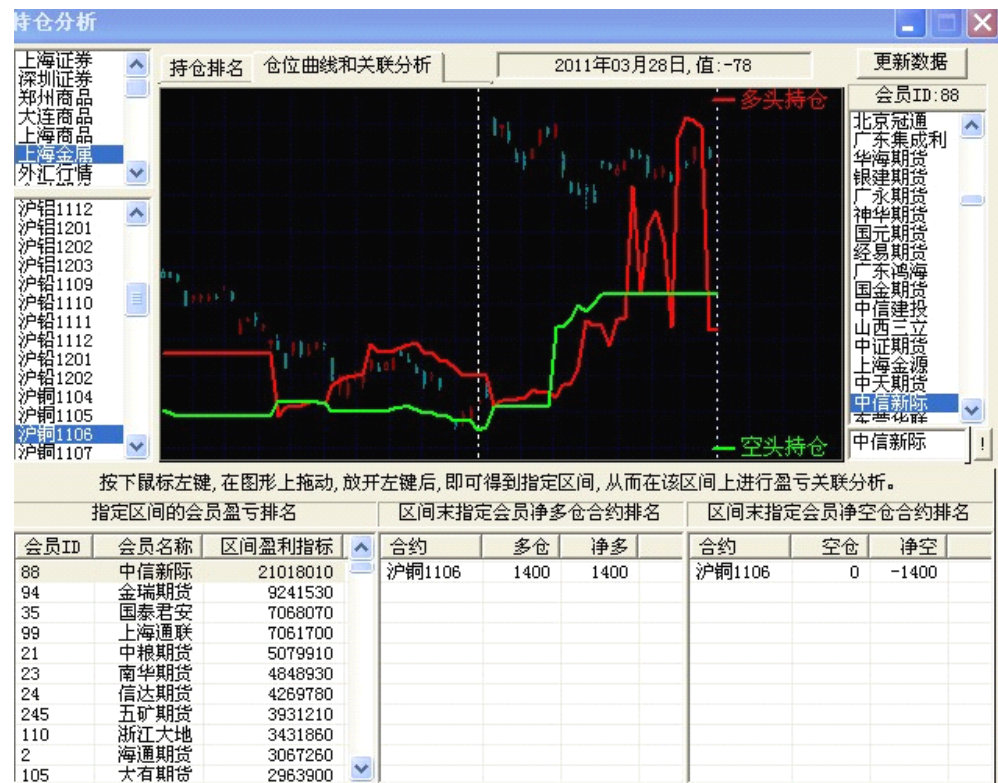 持仓分析
上海证券
深圳证券
郑州商品
大连商品
上海商品
上海金属
外汇行情
持仓排名
仓位曲线和关联分析
2011年03月28日, 值:-78
更新数据
会员ID:88
多头持仓
空头持仓
沪铝1112
沪铝1201
沪铝1202
沪铝1203
沪铅1109
沪铅1110
沪铅1111
沪铅1112
沪铅1201
沪铅1202
沪铜1104
沪铜1105
沪铜1106
沪铜1107
北京冠通
广东集成利
华海期货
银建期货
广永期货
神华期货
国元期货
经易期货
广东鸿海
国金期货
中信建投
山西三立
中证期货
上海金源
中天期货
中信新际
中信新际
!
按下鼠标左键, 在图形上拖动, 放开左键后, 即可得到指定区间, 从而在该区间上进行盈亏关联分析。
指定区间的会员盈亏排名
区间末指定会员净多仓合约排名
区间末指定会员净空仓合约排名
会员ID 会员名称 区间盈利指标
88 中信新际 21018010
94 金瑞期货 9241530
35 国泰君安 7068070
99 上海通联 7061700
21 中粮期货 5079910
23 南华期货 4848930
24 信达期货 4269780
245 五矿期货 3931210
110 浙江大地 3431860
2 海通期货 3067260
105 大有期货 2963900
合约 多仓 净多
沪铜1106 1400 1400
合约 空仓 净空
沪铜1106 0 -1400